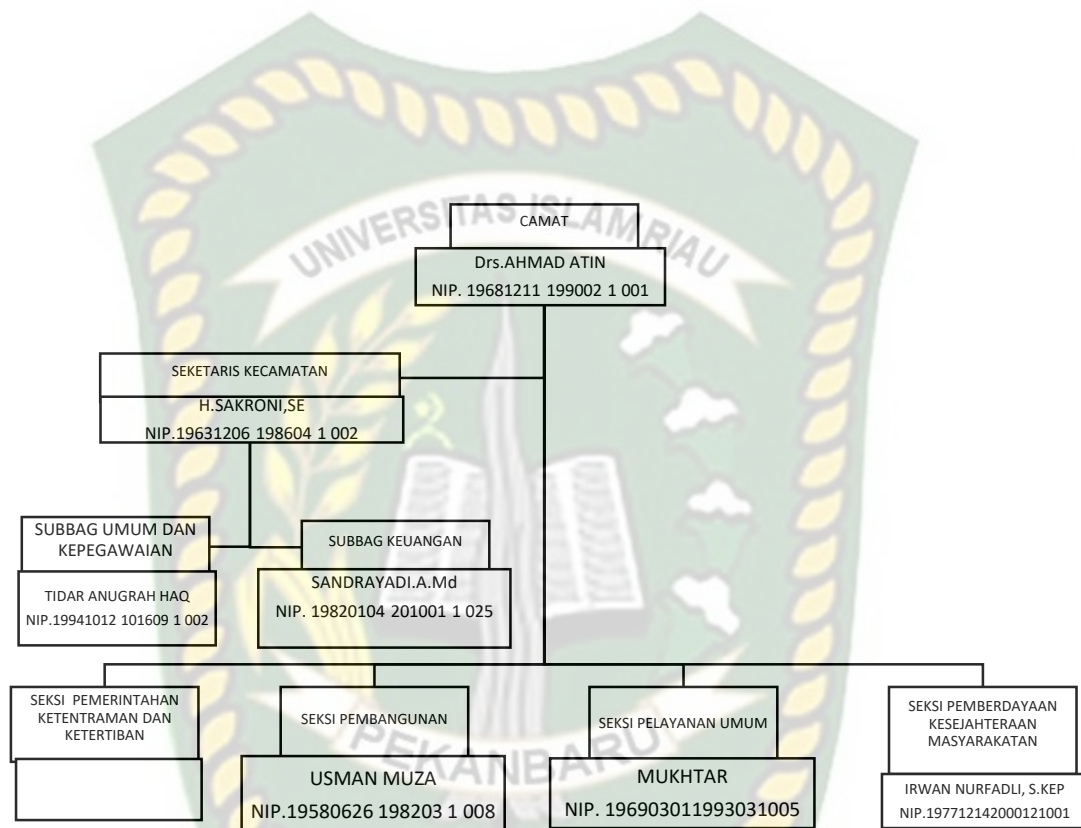 UNIVERSITAS ISLAM RIAU
CAMAT
Drs.AHMAD ATIN
NIP. 19681211 199002 1 001
SEKETARIS KECAMATAN
H.SAKRONI,SE
NIP.19631206 198604 1 002
SUBBAG UMUM DAN
KEPEGAWAIAN
TIDAR ANUGRAH HAQ
NIP.19941012 101609 1 002
SUBBAG KEUANGAN
SANDRAYADI.A.Md
NIP. 19820104 201001 1 025
SEKSI PEMERINTAHAN
KETENTRAMAN DAN
KETERTIBAN
SEKSI PEMBANGUNAN
USMAN MUZA
NIP.19580626 198203 1 008
SEKSI PELAYANAN UMUM
MUKHTAR
NIP. 196903011993031005
SEKSI PEMBERDAYAAN
KESEJAHTERAAN
MASYARAKATAN
IRWAN NURFADLI, S.KEP
NIP.197712142000121001
PEKANBARU